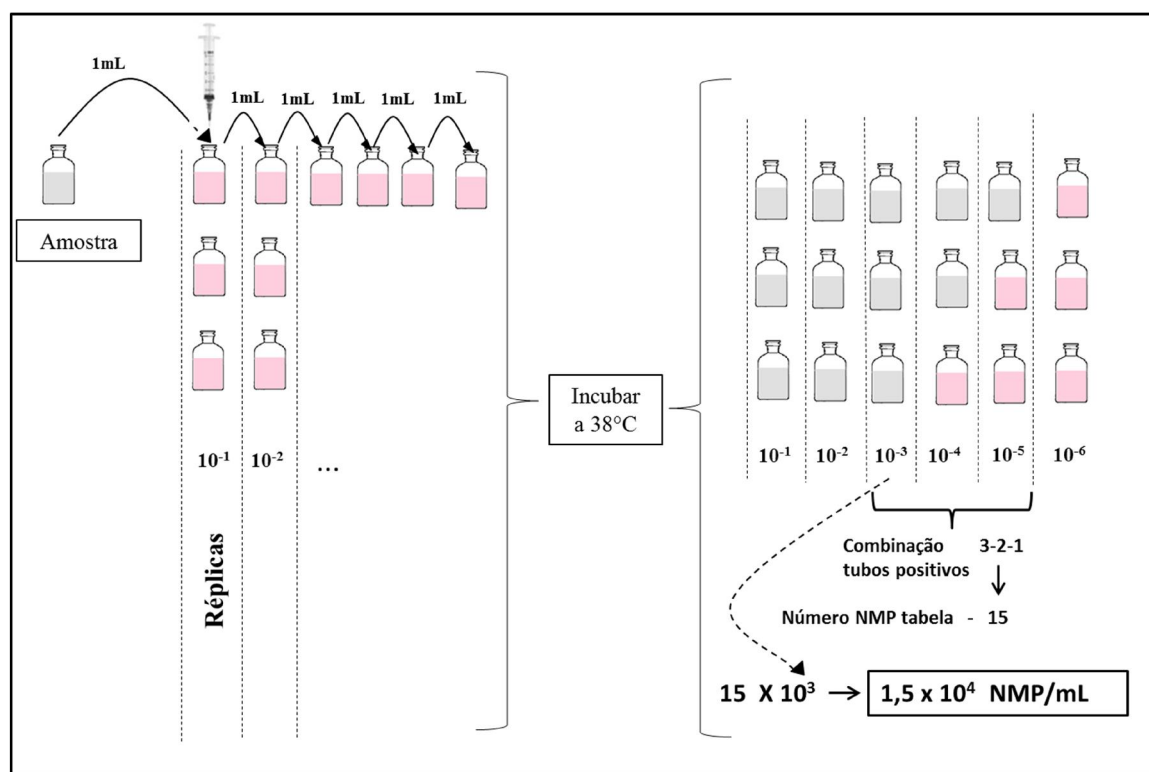 1mL
1mL
1mL
1mL
1mL
1mL
Amostra
10-1 10-2 ...
Réplicas
Incubar
a 38°C
10-1 10-2 10-3 10-4 10-5 10-6
Combinação 3-2-1
tubos positivos
Número NMP tabela - 15
15 X 10³ 1,5 x 10⁴ NMP/mL